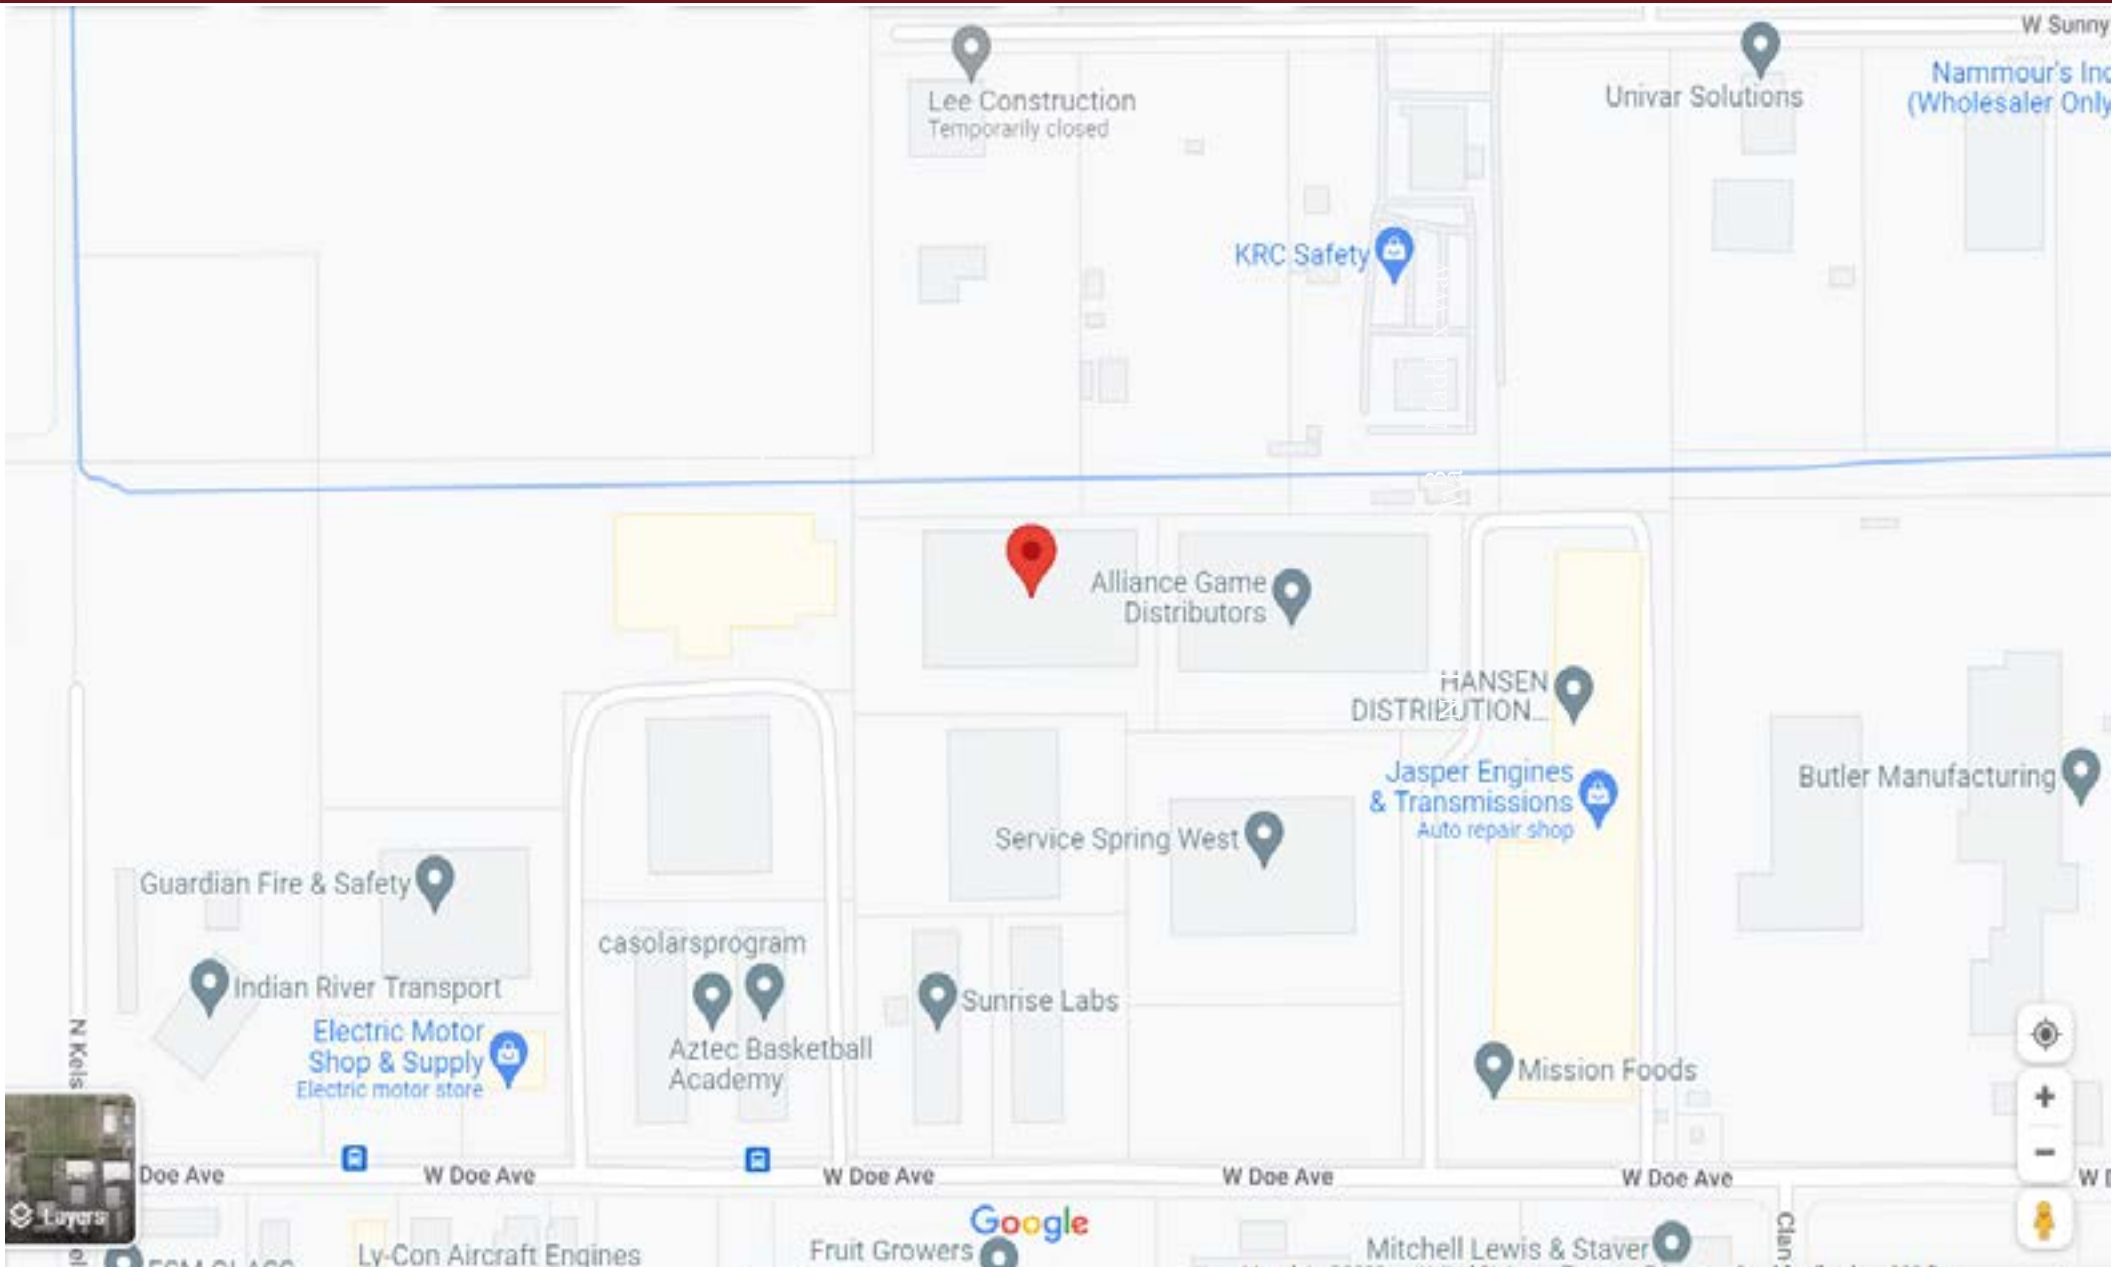 W Sunny
Lee Construction
Temporarily closed
Univar Solutions
Nammour's Inc
(Wholesaler Only
KRC Safety
Alliance Game
Distributors
HANSEN
DISTRIBUTION...
Jasper Engines
& Transmissions
Auto repair shop
Butler Manufacturing
Service Spring West
Guardian Fire & Safety
casolarsprogram
Indian River Transport
Sunrise Labs
Electric Motor
Shop & Supply
Electric motor store
Aztec Basketball
Academy
Mission Foods
N Kels
Doe Ave
W Doe Ave
W Doe Ave
W Doe Ave
W Doe Ave
W D
Layers
Google
Clan
Ly-Con Aircraft Engines
Fruit Growers
Mitchell Lewis & Staver